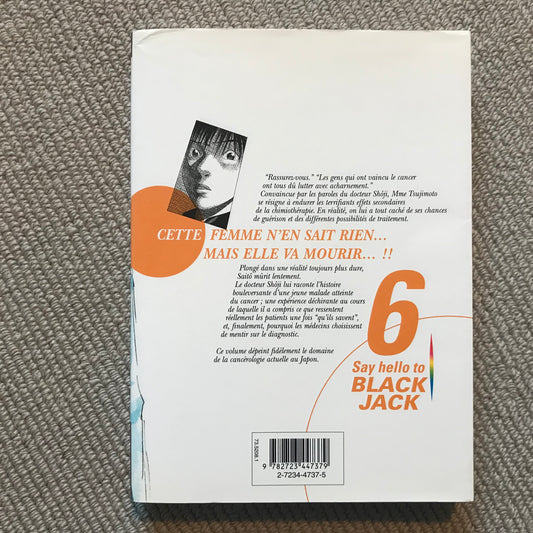 “Rassurez-vous.” “Les gens qui ont vaincu le cancer
ont tous dû lutter avec acharnement.”
Convaincue par les paroles du docteur Shôji, Mme Tsujimoto
se résigne à endurer les terrifiants effets secondaires
de la chimiothérapie. En réalité, on lui a tout caché de ses chances
de guérison et des différentes possibilités de traitement.
CETTE FEMME N’EN SAIT RIEN...
MAIS ELLE VA MOURIR... !!
Plongé dans une réalité toujours plus dure,
Saitô mûrit lentement.
Le docteur Shôji lui raconte l’histoire
bouleversante d’une jeune malade atteinte
du cancer ; une expérience déchirante au cours
de laquelle il a compris ce que ressentent
réellement les patients une fois “qu’ils savent”,
et, finalement, pourquoi les médecins choisissent
de mentir sur le diagnostic.
Ce volume dépeint fidèlement le domaine
de la cancérologie actuelle au Japon.
6
Say hello to
BLACK
JACK
73.5206.1
9 782723 447379
2-7234-4737-5